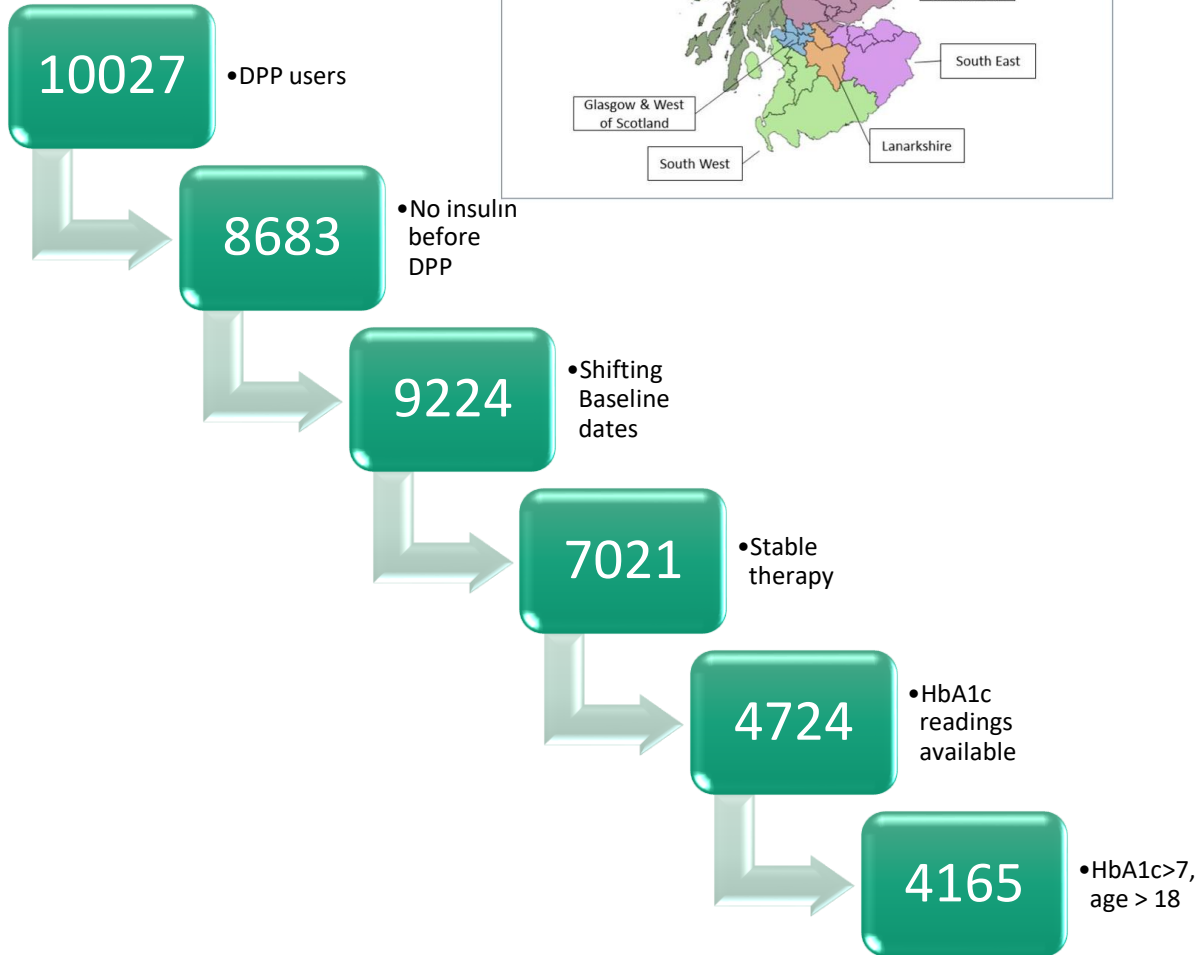 10027
•DPP users
8683
•No insulin
before
DPP
9224
•Shifting
Baseline
dates
7021
•Stable
therapy
4724
•HbA1c
readings
available
4165
•HbA1c>7,
age > 18
South East
Glasgow & West
of Scotland
Lanarkshire
South West